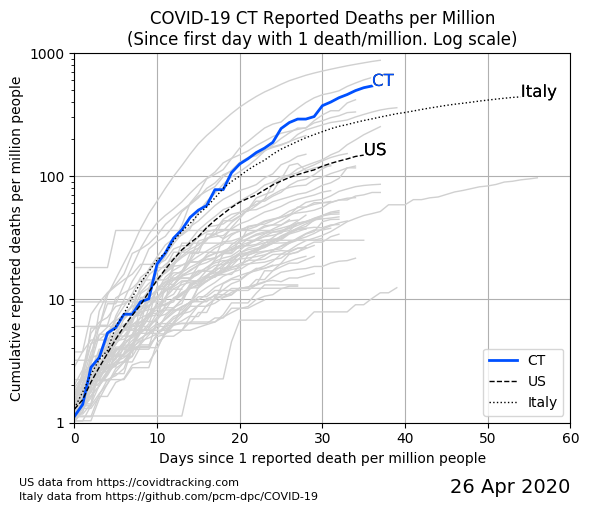 COVID-19 CT Reported Deaths per Million
(Since first day with 1 death/million. Log scale)
Cumulative reported deaths per million people
1000
100
10
1
CT
Italy
US
CT
US
Italy
0 10 20 30 40 50 60
Days since 1 reported death per million people
US data from https://covidtracking.com
Italy data from https://github.com/pcm-dpc/COVID-19
26 Apr 2020